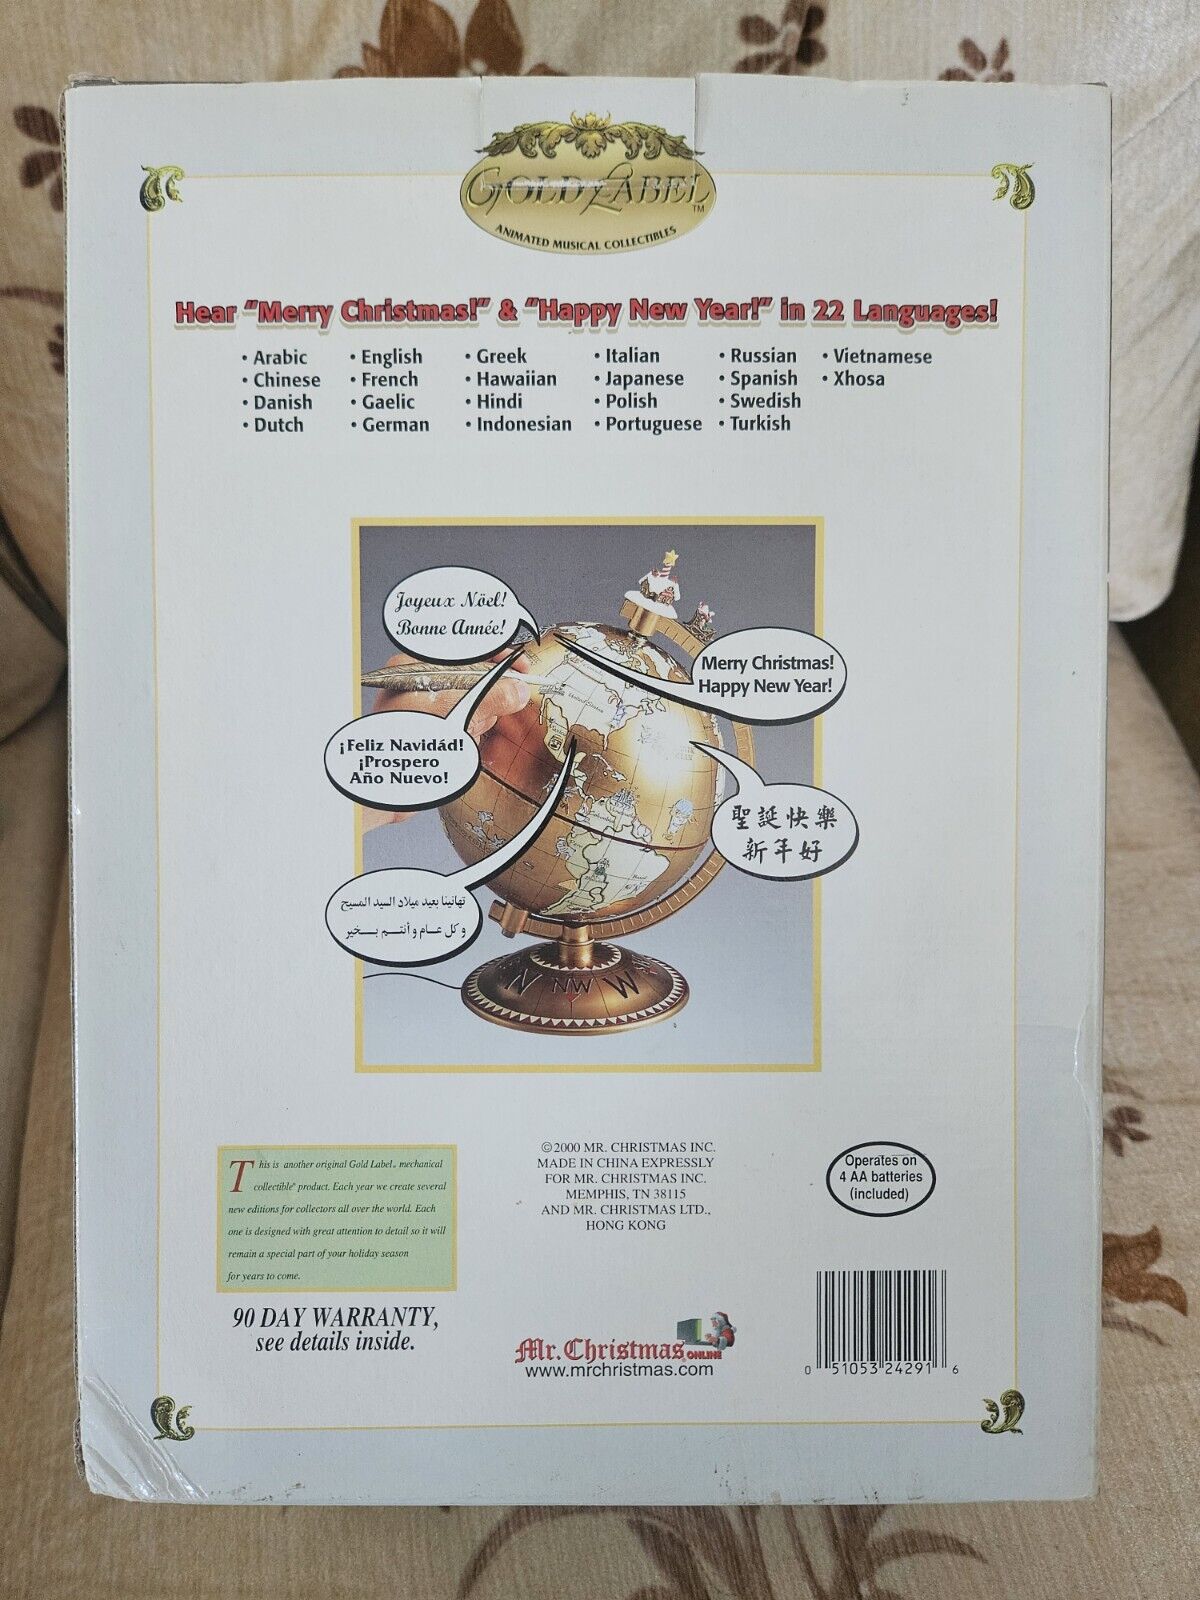 GOLD LABEL ™
ANIMATED MUSICAL COLLECTIBLES
Hear "Merry Christmas!" & "Happy New Year!" in 22 Languages!
• Arabic
• Chinese
• Danish
• Dutch
• English
• French
• Gaelic
• German
• Greek
• Hawaiian
• Hindi
• Indonesian
• Italian
• Japanese
• Polish
• Portuguese
• Russian
• Spanish
• Swedish
• Turkish
• Vietnamese
• Xhosa
Joyeux Nöel!
Bonne Année!
Merry Christmas!
Happy New Year!
¡Feliz Navidád!
¡Prospero
Año Nuevo!
聖誕快樂
新年好
تهانينا بعيد ميلاد السيد المسيح
و كل عـام و أنتـم بـخير
United States
N NW W
This is another original Gold Label® mechanical
collectible® product. Each year we create several
new editions for collectors all over the world. Each
one is designed with great attention to detail so it will
remain a special part of your holiday season
for years to come.
90 DAY WARRANTY,
see details inside.
©2000 MR. CHRISTMAS INC.
MADE IN CHINA EXPRESSLY
FOR MR. CHRISTMAS INC.
MEMPHIS, TN 38115
AND MR. CHRISTMAS LTD.,
HONG KONG
Mr. Christmas® ONLINE
www.mrchristmas.com
Operates on
4 AA batteries
(included)
0 51053 24291 6